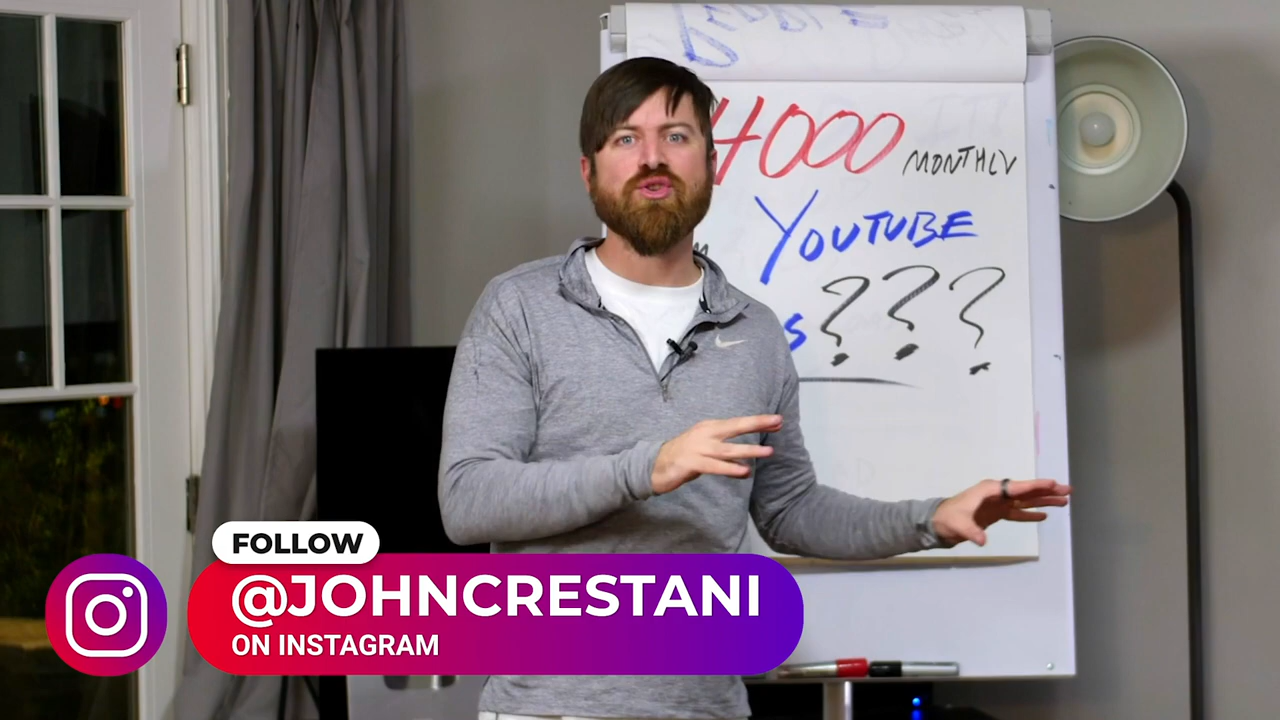 4000 MONTHLY
YOUTUBE
s???
FOLLOW
@JOHNCRESTANI
ON INSTAGRAM